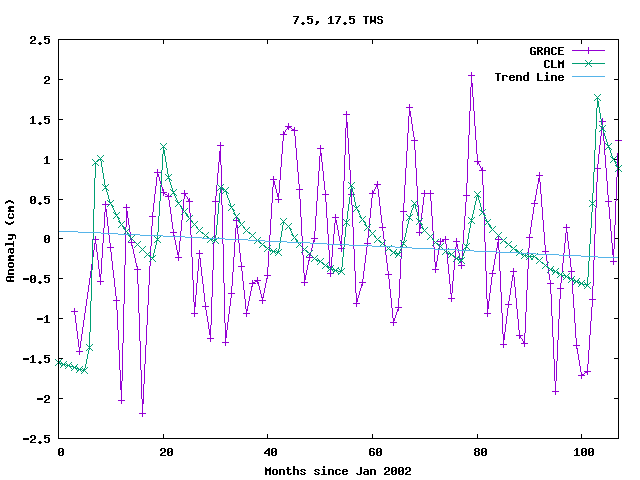 7.5, 17.5 TWS
GRACE
CLM
Trend Line
Anomaly (cm)
2.5
2
1.5
1
0.5
0
-0.5
-1
-1.5
-2
-2.5
0 20 40 60 80 100
Months since Jan 2002